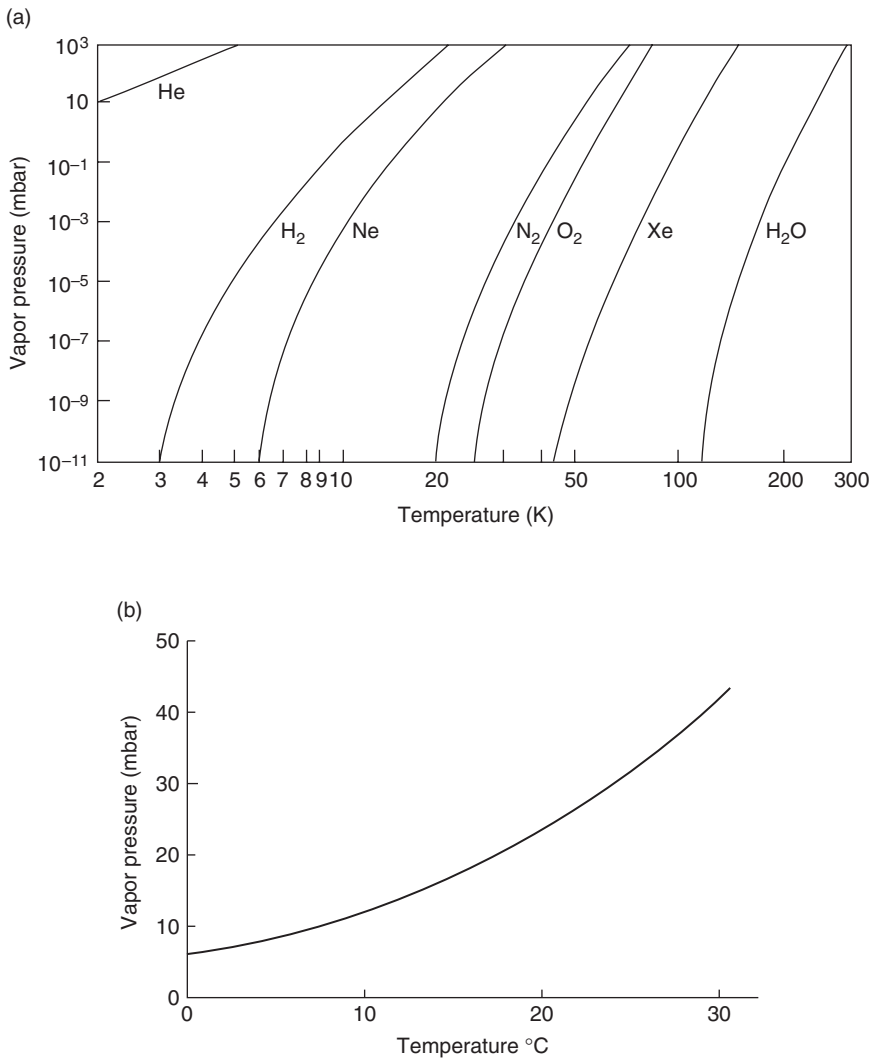 (a)
10³
10
10⁻¹
10⁻³
10⁻⁵
10⁻⁷
10⁻⁹
10⁻¹¹
Vapor pressure (mbar)
He
H₂
Ne
N₂
O₂
Xe
H₂O
2 3 4 5 6 7 8 9 10 20 50 100 200 300
Temperature (K)
(b)
50
40
30
20
10
0
Vapor pressure (mbar)
0 10 20 30
Temperature °C